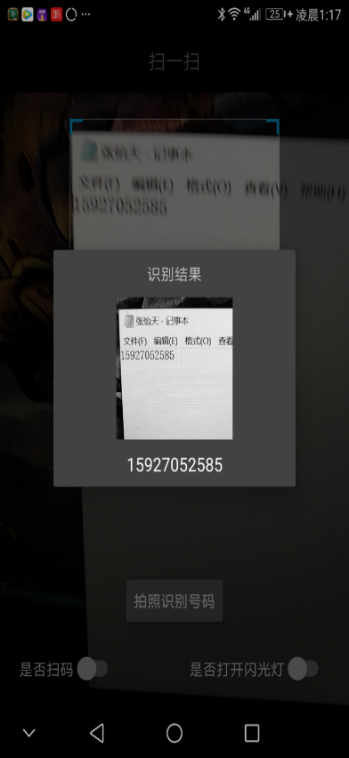 25
凌晨1:17
扫一扫
张怡天 - 记事本
文件(F) 编辑(E) 格式(O) 查看(V) 帮助(H)
15927052585
识别结果
张怡天 - 记事本
文件(F) 编辑(E) 格式(O) 查看
15927052585
15927052585
拍照识别号码
是否扫码
是否打开闪光灯